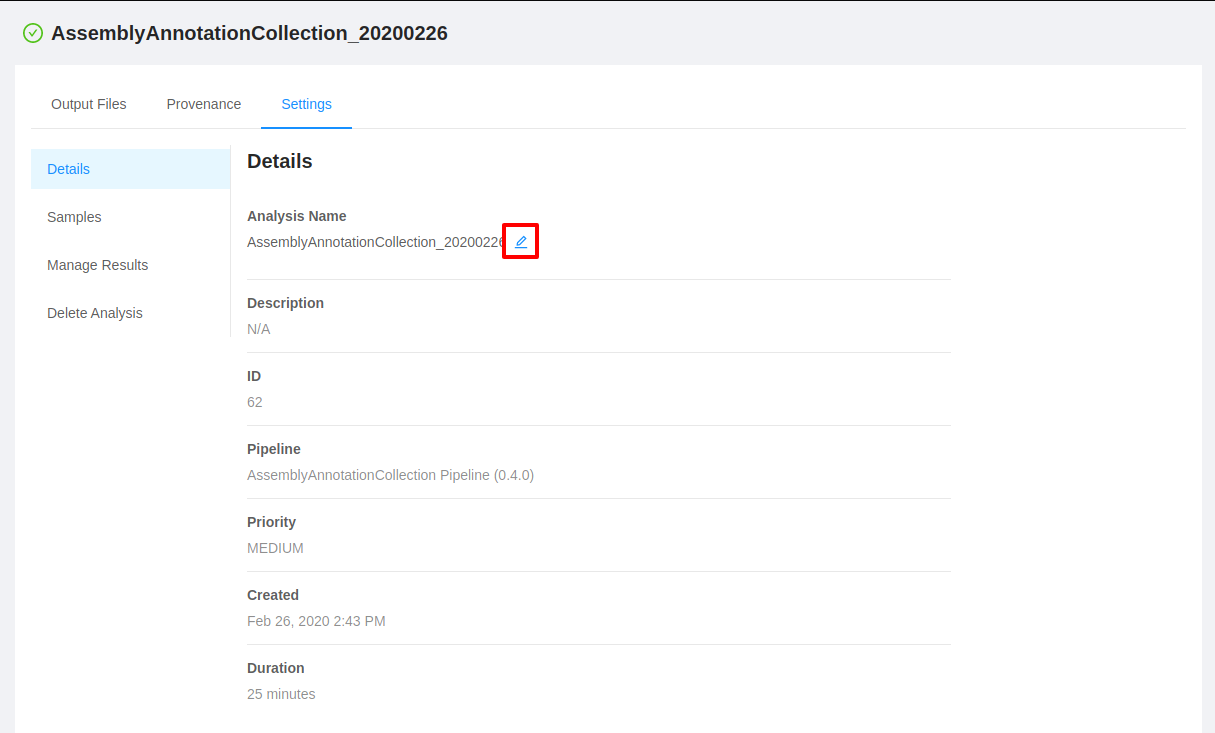 AssemblyAnnotationCollection_20200226
Output Files
Provenance
Settings
Details
Samples
Manage Results
Delete Analysis
Details
Analysis Name
AssemblyAnnotationCollection_20200226
Description
N/A
ID
62
Pipeline
AssemblyAnnotationCollection Pipeline (0.4.0)
Priority
MEDIUM
Created
Feb 26, 2020 2:43 PM
Duration
25 minutes